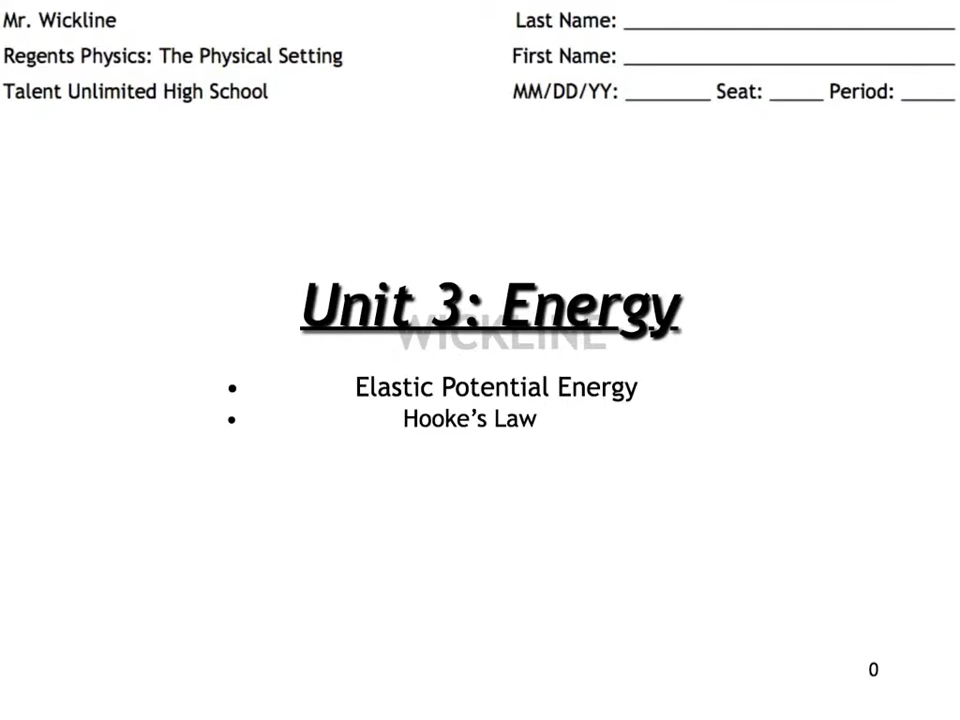 Mr. Wickline
Regents Physics: The Physical Setting
Talent Unlimited High School
Last Name: ______________________________
First Name: ______________________________
MM/DD/YY: ________ Seat: _____ Period: _____
Unit 3: Energy
WICKLINE
• Elastic Potential Energy
• Hooke’s Law
0